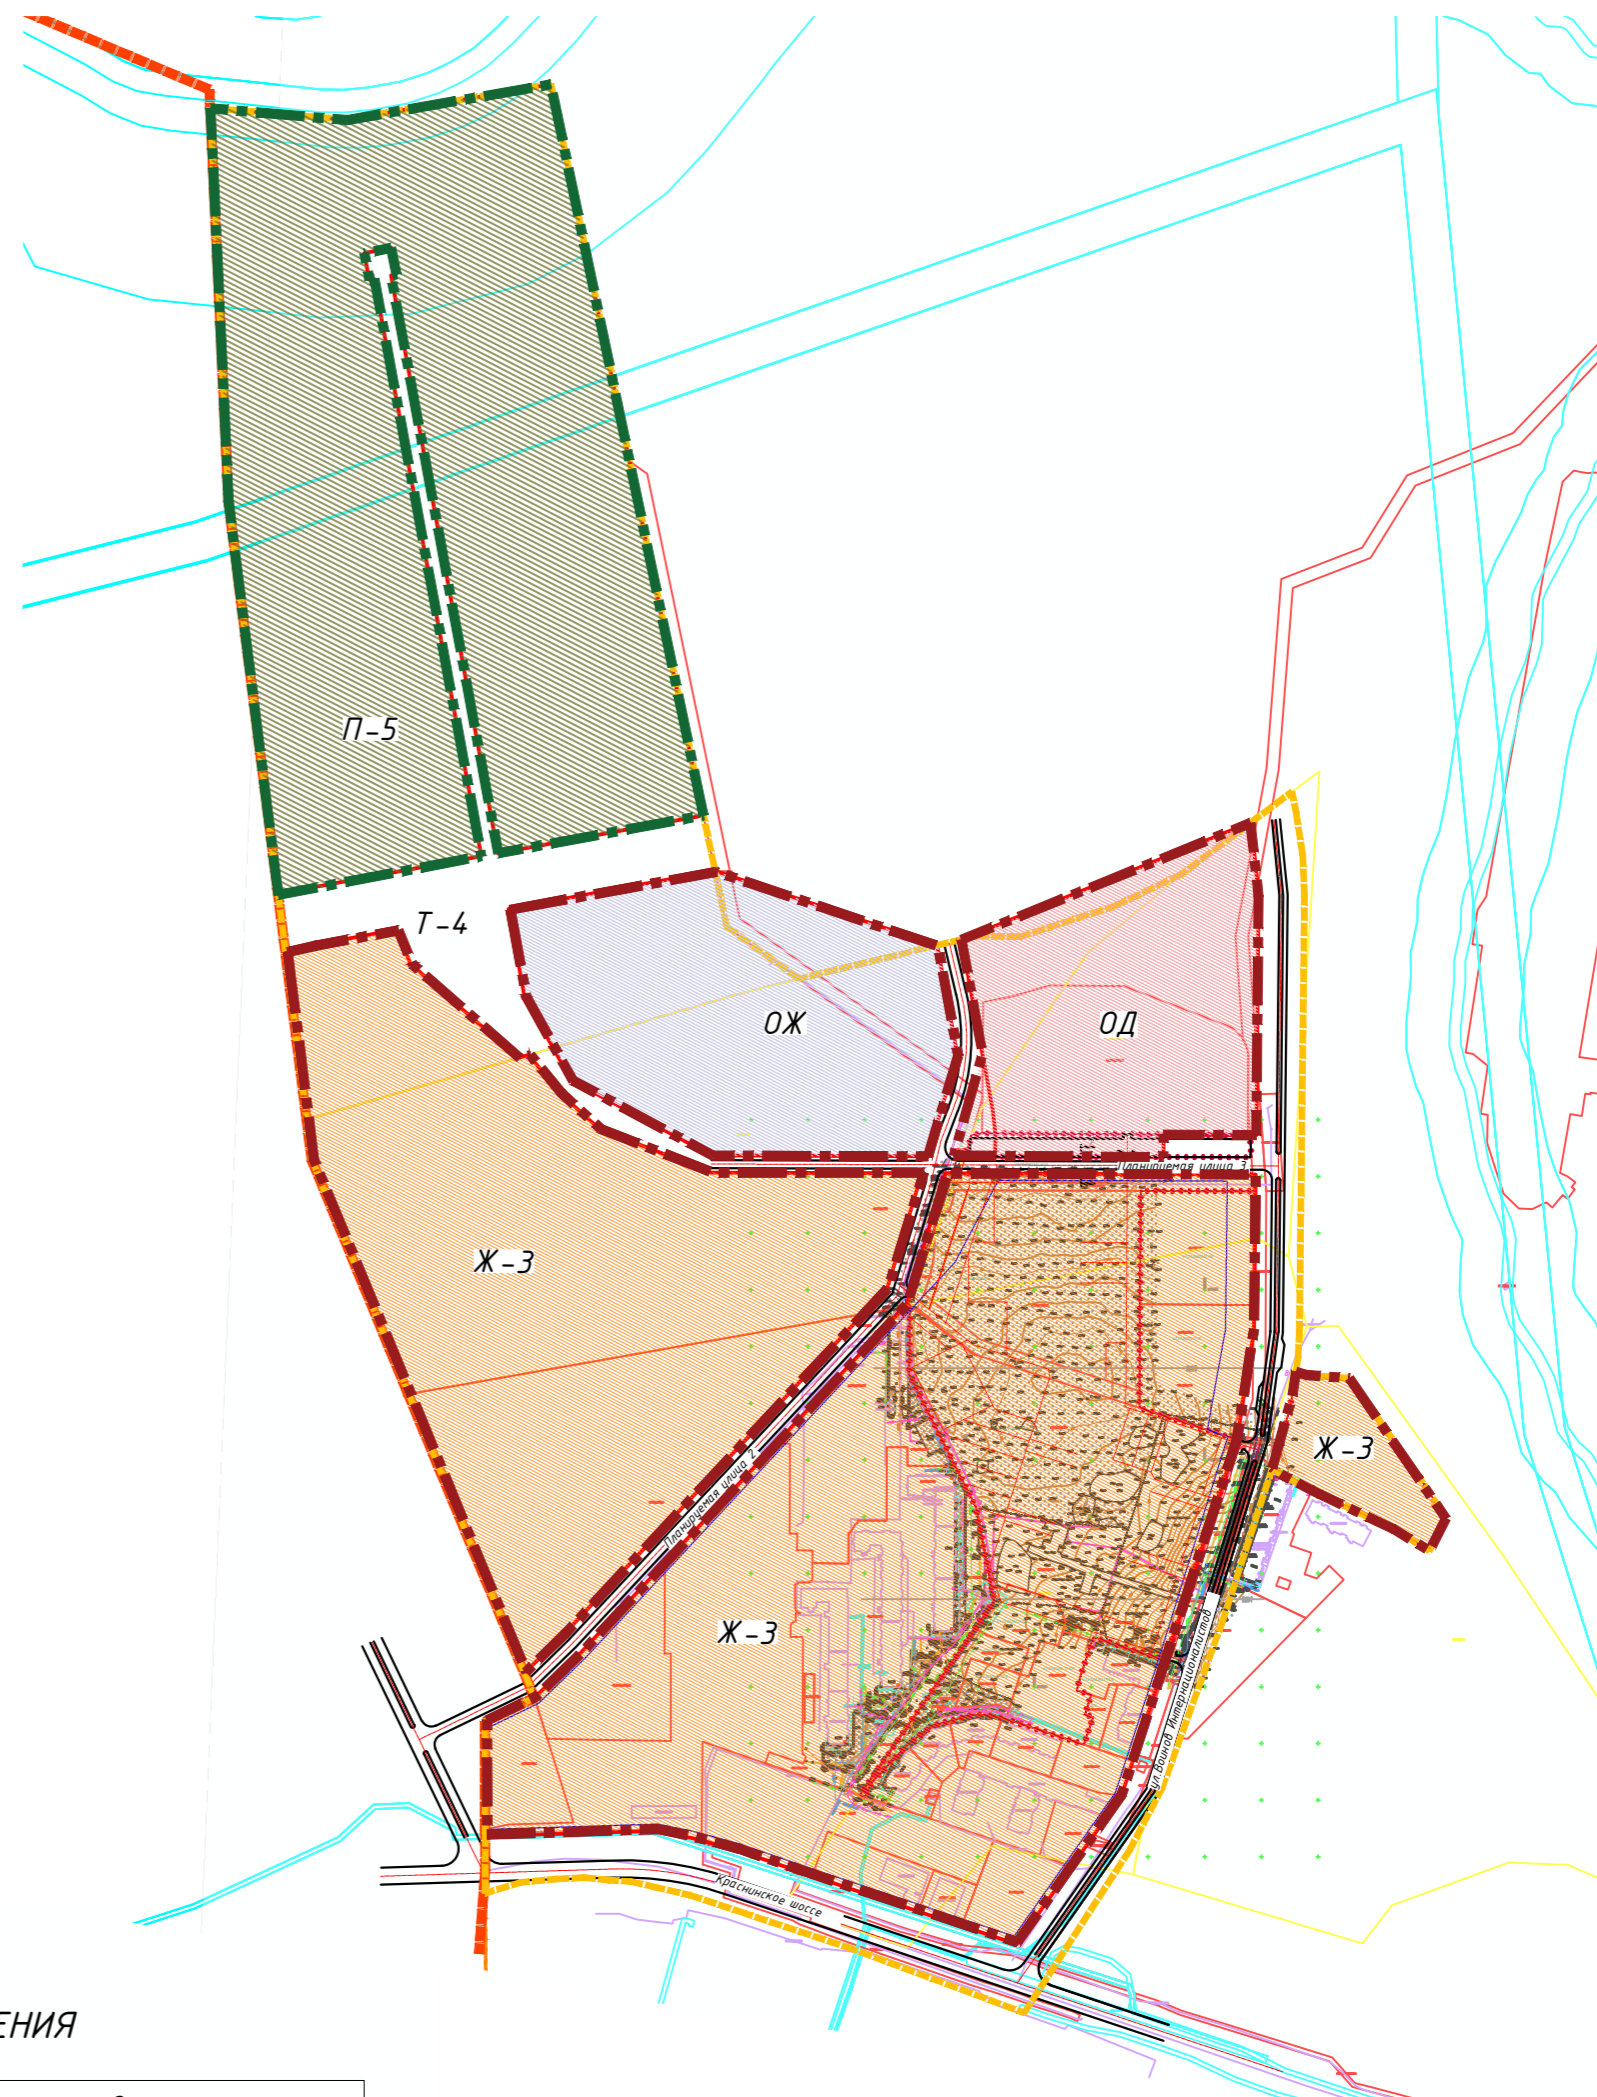 П-5
Т-4
ОЖ
ОД
Планируемая улица 3
Ж-3
Ж-3
Планируемая улица 2
Ж-3
ул.Воинов Интернационалистов
Краснинское шоссе
ЕНИЯ